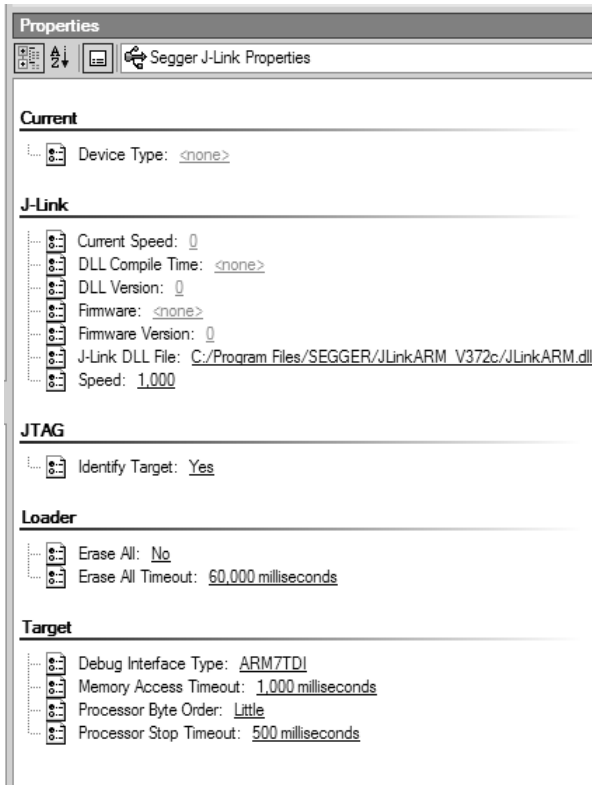 Properties
Segger J-Link Properties
Current
Device Type: <none>
J-Link
Current Speed: 0
DLL Compile Time: <none>
DLL Version: 0
Firmware: <none>
Firmware Version: 0
J-Link DLL File: C:/Program Files/SEGGER/JLinkARM_V372c/JLinkARM.dll
Speed: 1,000
JTAG
Identify Target: Yes
Loader
Erase All: No
Erase All Timeout: 60,000 milliseconds
Target
Debug Interface Type: ARM7TDI
Memory Access Timeout: 1,000 milliseconds
Processor Byte Order: Little
Processor Stop Timeout: 500 milliseconds